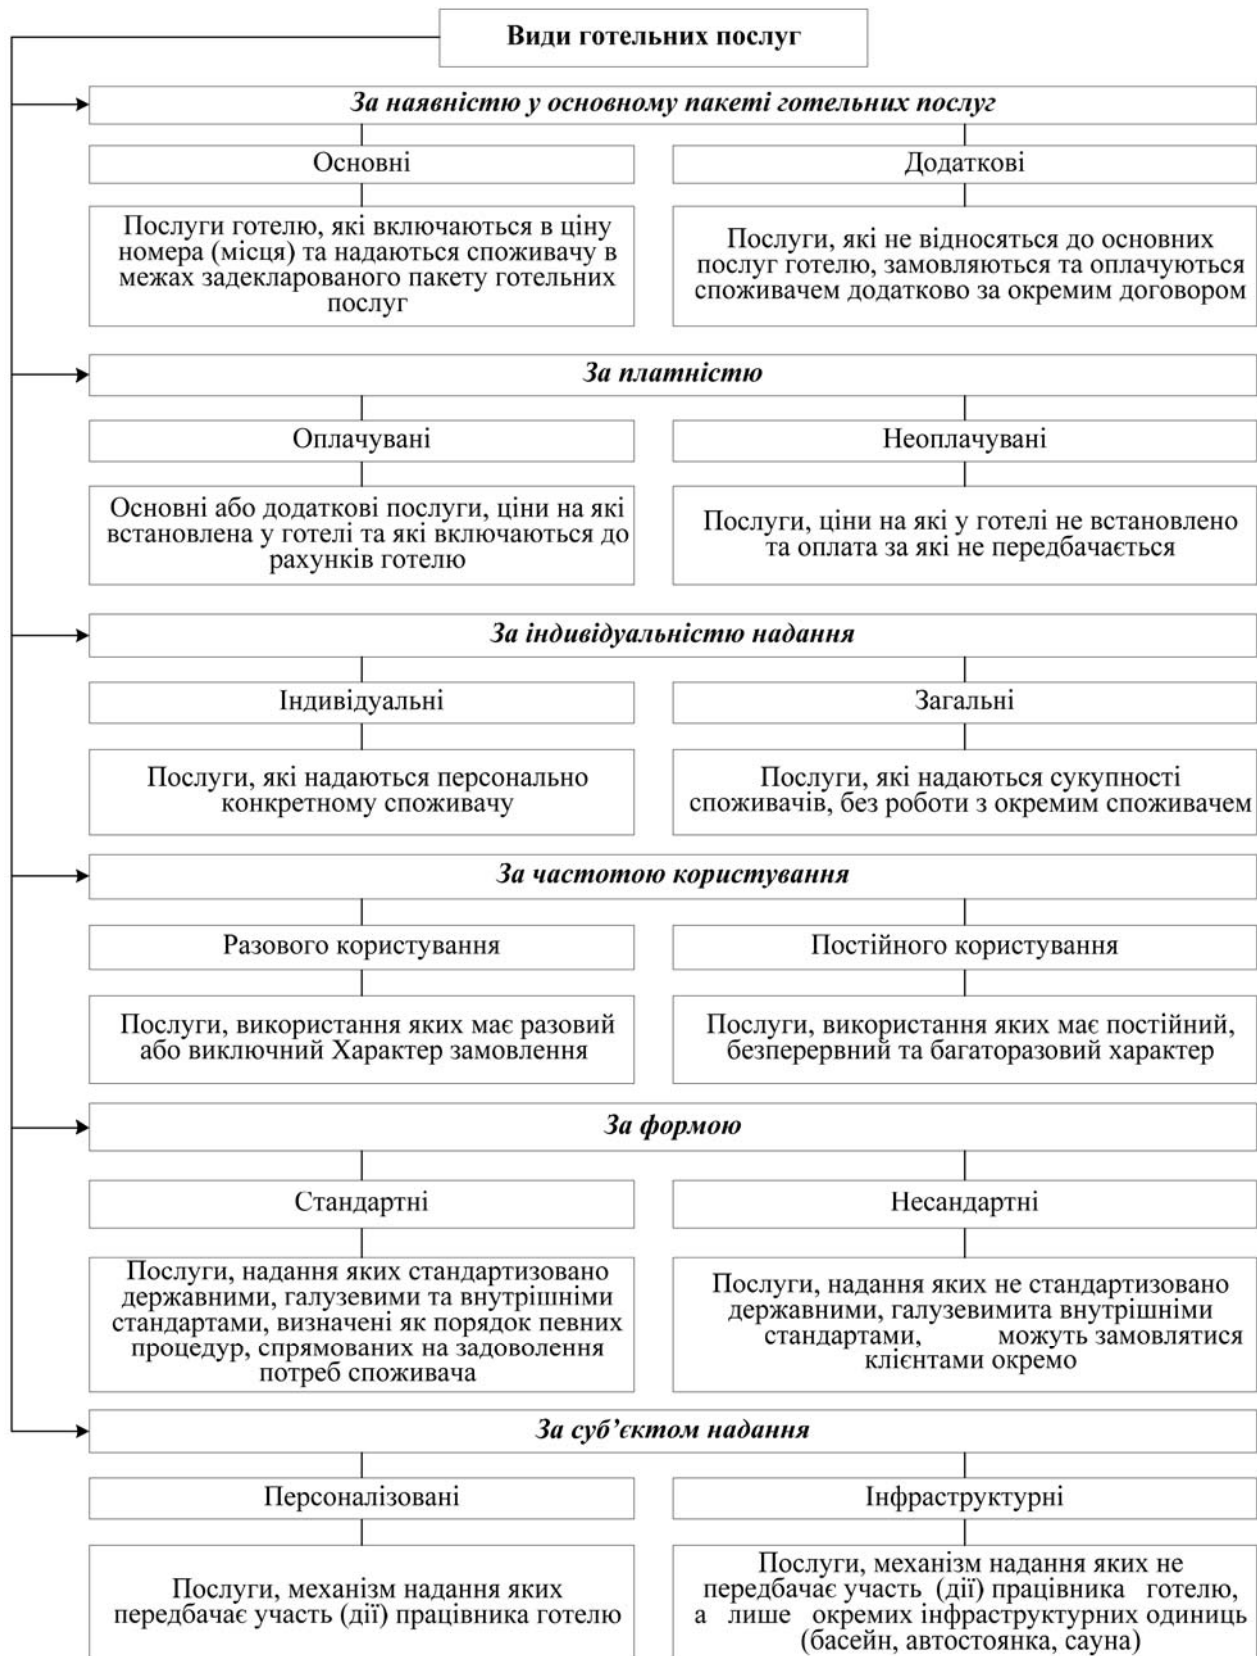 Види готельних послуг
За наявністю у основному пакеті готельних послуг
Основні
Додаткові
Послуги готелю, які включаються в ціну
номера (місця) та надаються споживачу в
межах задекларованого пакету готельних
послуг
Послуги, які не відносяться до основних
послуг готелю, замовляються та оплачуються
споживачем додатково за окремим договором
За платністю
Оплачувані
Неоплачувані
Основні або додаткові послуги, ціни на які
встановлена у готелі та які включаються до
рахунків готелю
Послуги, ціни на які у готелі не встановлено
та оплата за які не передбачається
За індивідуальністю надання
Індивідуальні
Загальні
Послуги, які надаються персонально
конкретному споживачу
Послуги, які надаються сукупності
споживачів, без роботи з окремим споживачем
За частотою користування
Разового користування
Постійного користування
Послуги, використання яких має разовий
або виключний Характер замовлення
Послуги, використання яких має постійний,
безперервний та багаторазовий характер
За формою
Стандартні
Несандартні
Послуги, надання яких стандартизовано
державними, галузевими та внутрішніми
стандартами, визначені як порядок певних
процедур, спрямованих на задоволення
потреб споживача
Послуги, надання яких не стандартизовано
державними, галузевимита внутрішніми
стандартами, можуть замовлятися
клієнтами окремо
За суб’єктом надання
Персоналізовані
Інфраструктурні
Послуги, механізм надання яких
передбачає участь (дії) працівника готелю
Послуги, механізм надання яких не
передбачає участь (дії) працівника готелю,
а лише окремих інфраструктурних одиниць
(басейн, автостоянка, сауна)